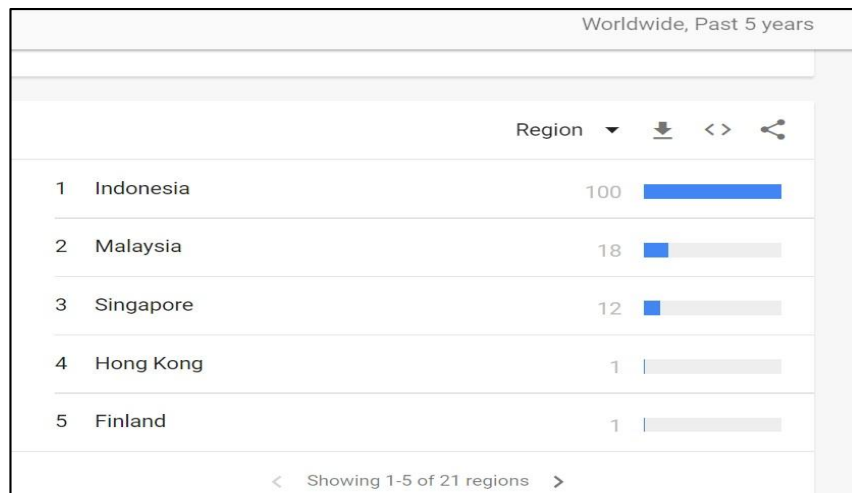 Worldwide, Past 5 years
Region
1 Indonesia 100
2 Malaysia 18
3 Singapore 12
4 Hong Kong 1
5 Finland 1
Showing 1-5 of 21 regions